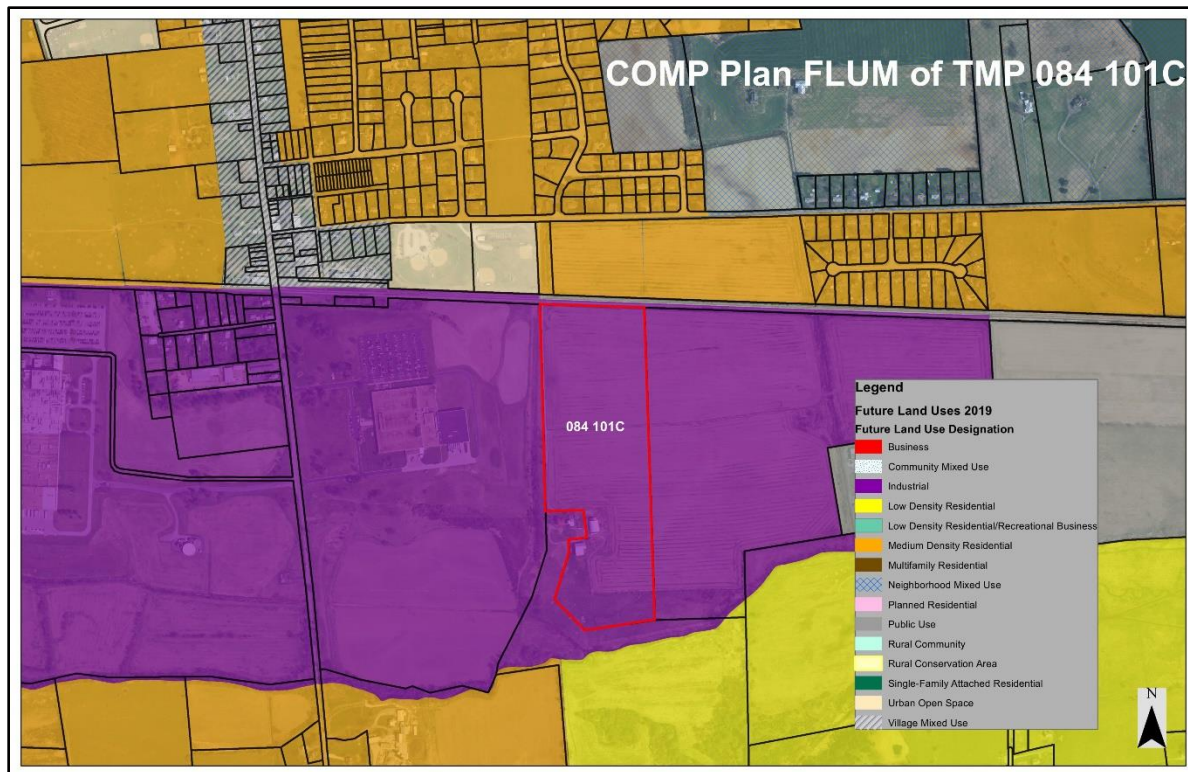 COMP Plan FLUM of TMP 084 101C
084 101C
Legend
Future Land Uses 2019
Future Land Use Designation
Business
Community Mixed Use
Industrial
Low Density Residential
Low Density Residential/Recreational Business
Medium Density Residential
Multifamily Residential
Neighborhood Mixed Use
Planned Residential
Public Use
Rural Community
Rural Conservation Area
Single-Family Attached Residential
Urban Open Space
Village Mixed Use
N